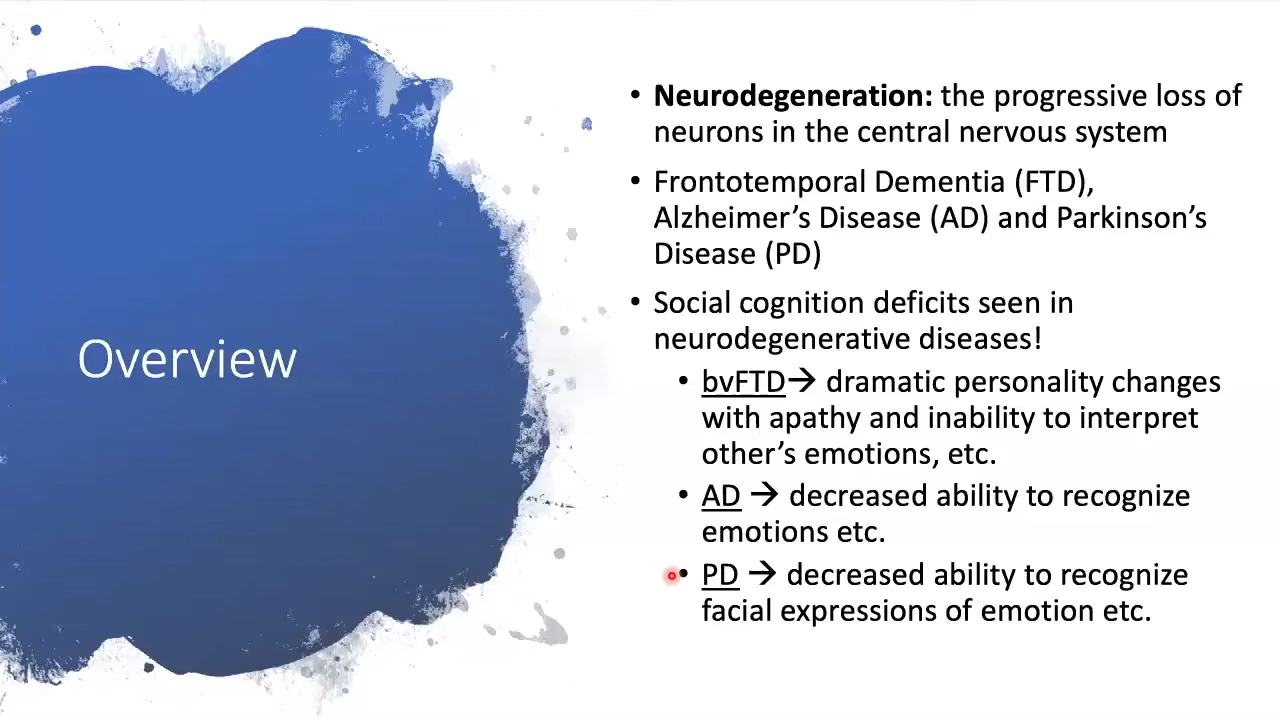 Overview
• Neurodegeneration: the progressive loss of
neurons in the central nervous system
• Frontotemporal Dementia (FTD),
Alzheimer’s Disease (AD) and Parkinson’s
Disease (PD)
• Social cognition deficits seen in
neurodegenerative diseases!
• bvFTD→ dramatic personality changes
with apathy and inability to interpret
other’s emotions, etc.
• AD → decreased ability to recognize
emotions etc.
• PD → decreased ability to recognize
facial expressions of emotion etc.